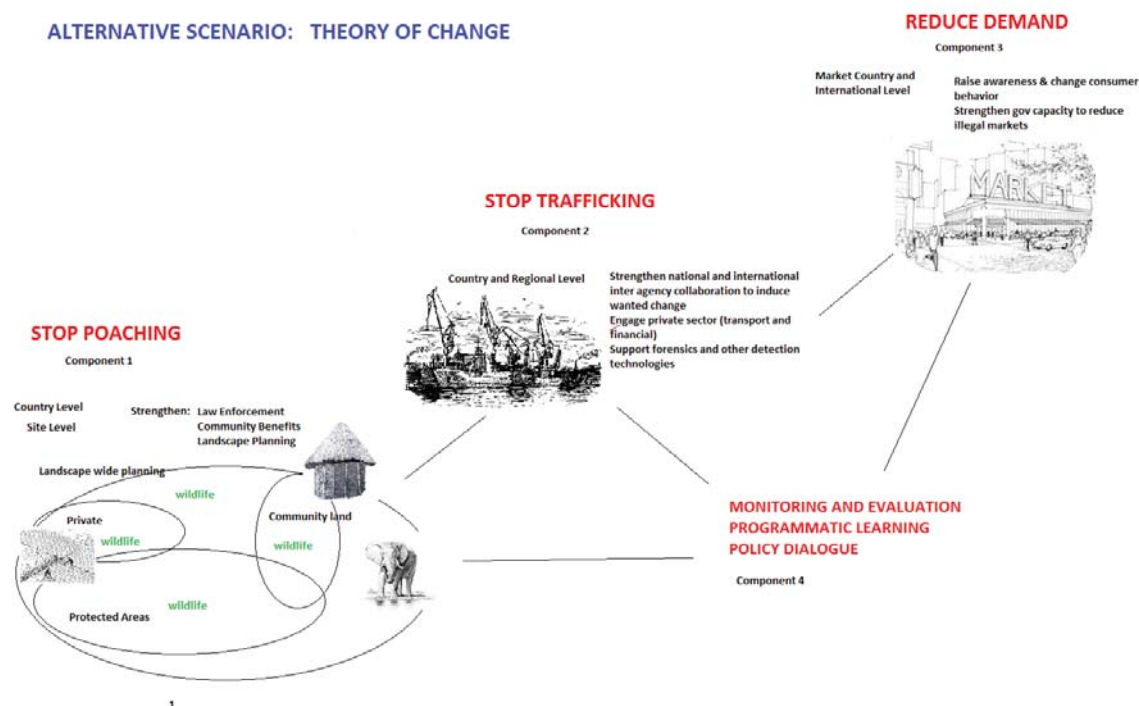 ALTERNATIVE SCENARIO: THEORY OF CHANGE
REDUCE DEMAND
Component 3
Market Country and
International Level
Raise awareness & change consumer
behavior
Strengthen gov capacity to reduce
illegal markets
MARKET
STOP TRAFFICKING
Component 2
Country and Regional Level
Strengthen national and international
inter agency collaboration to induce
wanted change
Engage private sector (transport and
financial)
Support forensics and other detection
technologies
STOP POACHING
Component 1
Country Level
Site Level
Strengthen: Law Enforcement
Community Benefits
Landscape Planning
Landscape wide planning
wildlife
Private
wildlife
Community land
wildlife
Protected Areas
wildlife
MONITORING AND EVALUATION
PROGRAMMATIC LEARNING
POLICY DIALOGUE
Component 4
1